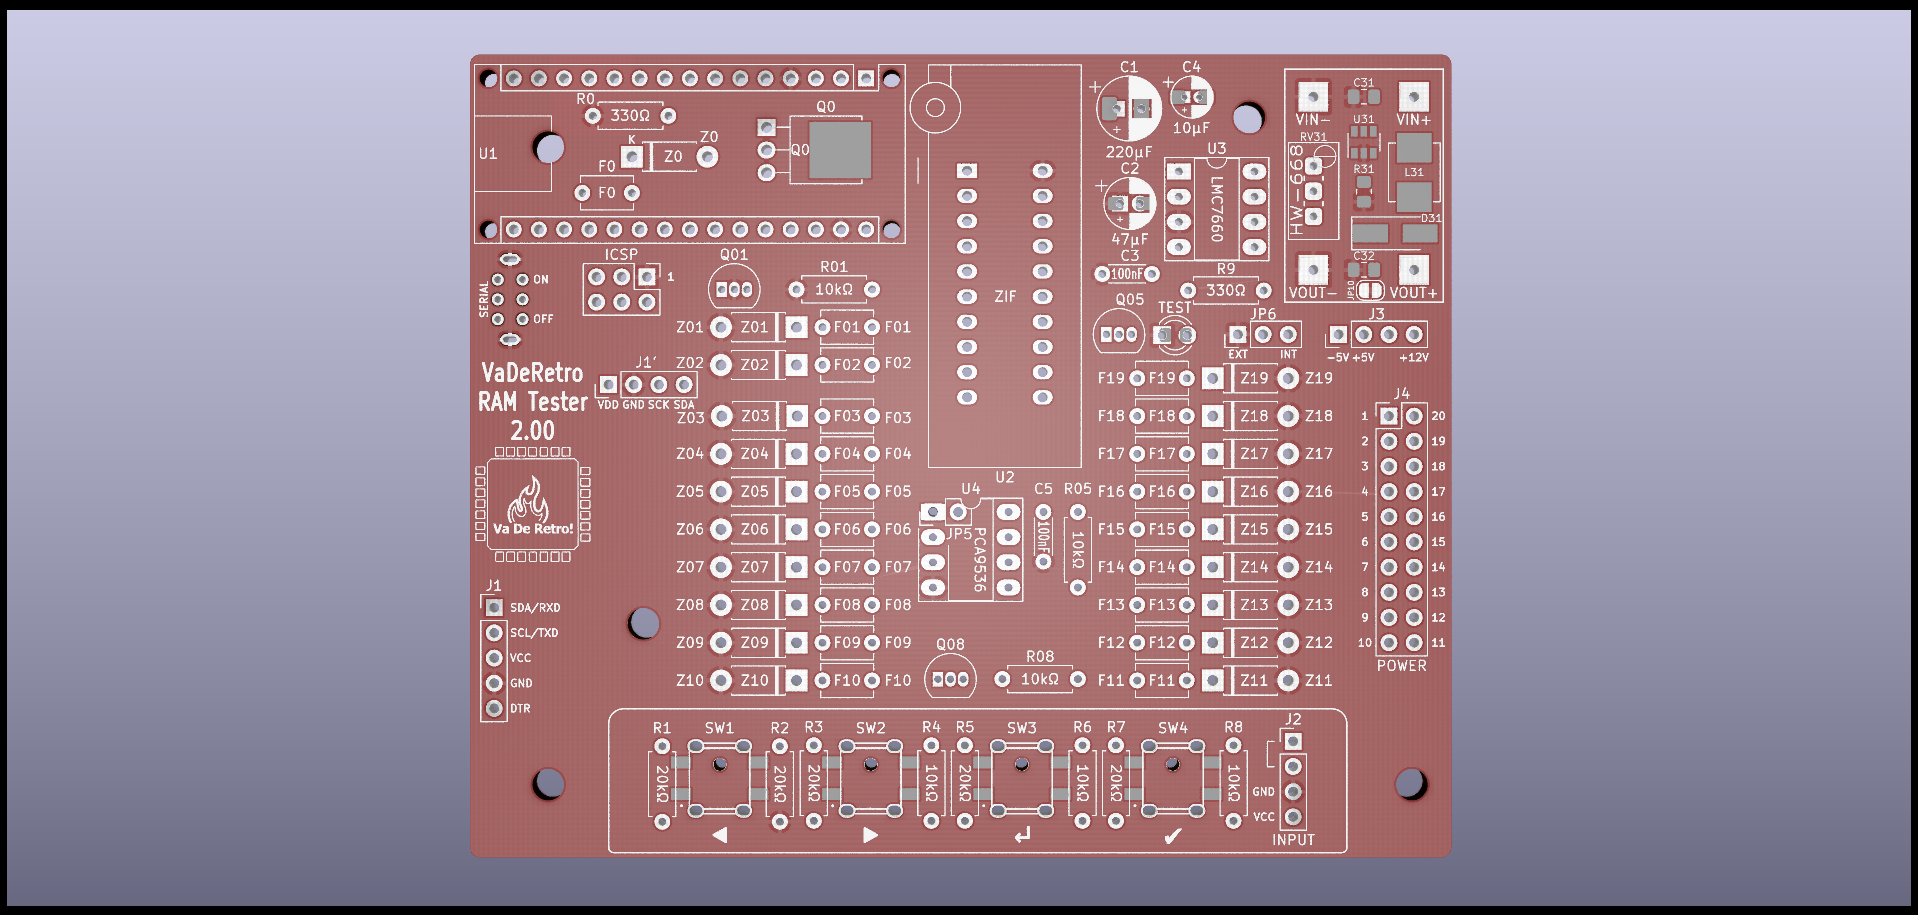 U1
R0
330Ω
K
Z0
Z0
F0
F0
Q0
Q0
SERIAL
ON
OFF
ICSP
1
Q01
R01
10kΩ
VaDeRetro
RAM Tester
2.00
Va De Retro!
J1'
VDD GND SCK SDA
Z01 Z01 F01 F01
Z02 Z02 F02 F02
Z03 Z03 F03 F03
Z04 Z04 F04 F04
Z05 Z05 F05 F05
Z06 Z06 F06 F06
Z07 Z07 F07 F07
Z08 Z08 F08 F08
Z09 Z09 F09 F09
Z10 Z10 F10 F10
J1
SDA/RXD
SCL/TXD
VCC
GND
DTR
ZIF
U2
U4
JP5
PCA9536
C5
100nF
R05
10kΩ
Q08
R08
10kΩ
C1
+
+
220µF
C4
+
+
10µF
C2
+
+
47µF
C3
100nF
U3
LMC7660
R9
330Ω
Q05
TEST
JP6
EXT INT
J3
-5V +5V +12V
VIN-
C31
VIN+
U31
RV31
HW-668
R31
L31
D31
C32
JP10
VOUT-
VOUT+
F19 F19 Z19 Z19
F18 F18 Z18 Z18
F17 F17 Z17 Z17
F16 F16 Z16 Z16
F15 F15 Z15 Z15
F14 F14 Z14 Z14
F13 F13 Z13 Z13
F12 F12 Z12 Z12
F11 F11 Z11 Z11
J4
1 20
2 19
3 18
4 17
5 16
6 15
7 14
8 13
9 12
10 11
POWER
R1 SW1 R2 R3 SW2 R4 R5 SW3 R6 R7 SW4 R8
20kΩ 20kΩ 20kΩ 10kΩ 20kΩ 10kΩ 20kΩ 10kΩ
J2
GND
VCC
INPUT